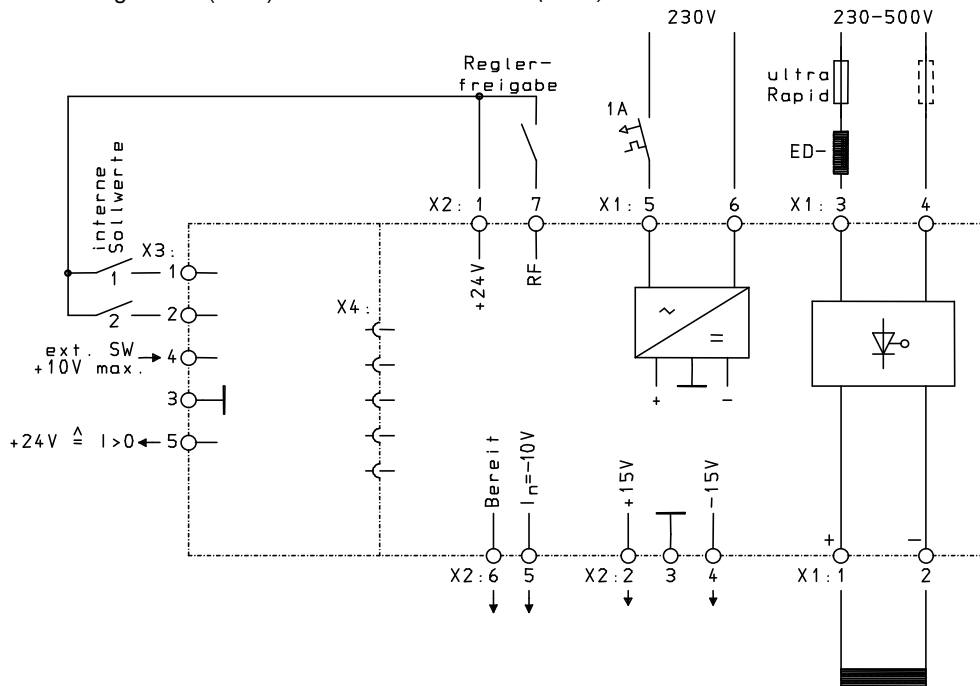 230V
230-500V
Regler-
freigabe
ultra
Rapid
1A
ED-
interne
Sollwerte
X2: 1 7
X1: 5 6
X1: 3 4
X3:
1
1
+24V
RF
X4:
2
2
~
=
ext. SW
+10V max.
4
3
+ -
+24V ≙ I>0
5
Bereit
In=-10V
+15V
-15V
+ -
X2:6 5
X2:2 3 4
X1:1 2